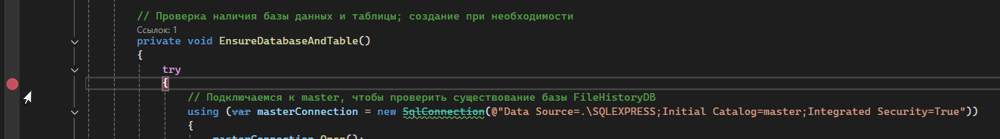 // Проверка наличия базы данных и таблицы; создание при необходимости
Ссылок: 1
private void EnsureDatabaseAndTable()
{
try
{
// Подключаемся к master, чтобы проверить существование базы FileHistoryDB
using (var masterConnection = new SqlConnection(@"Data Source=.\SQLEXPRESS;Initial Catalog=master;Integrated Security=True"))
{
masterConnection.Open();